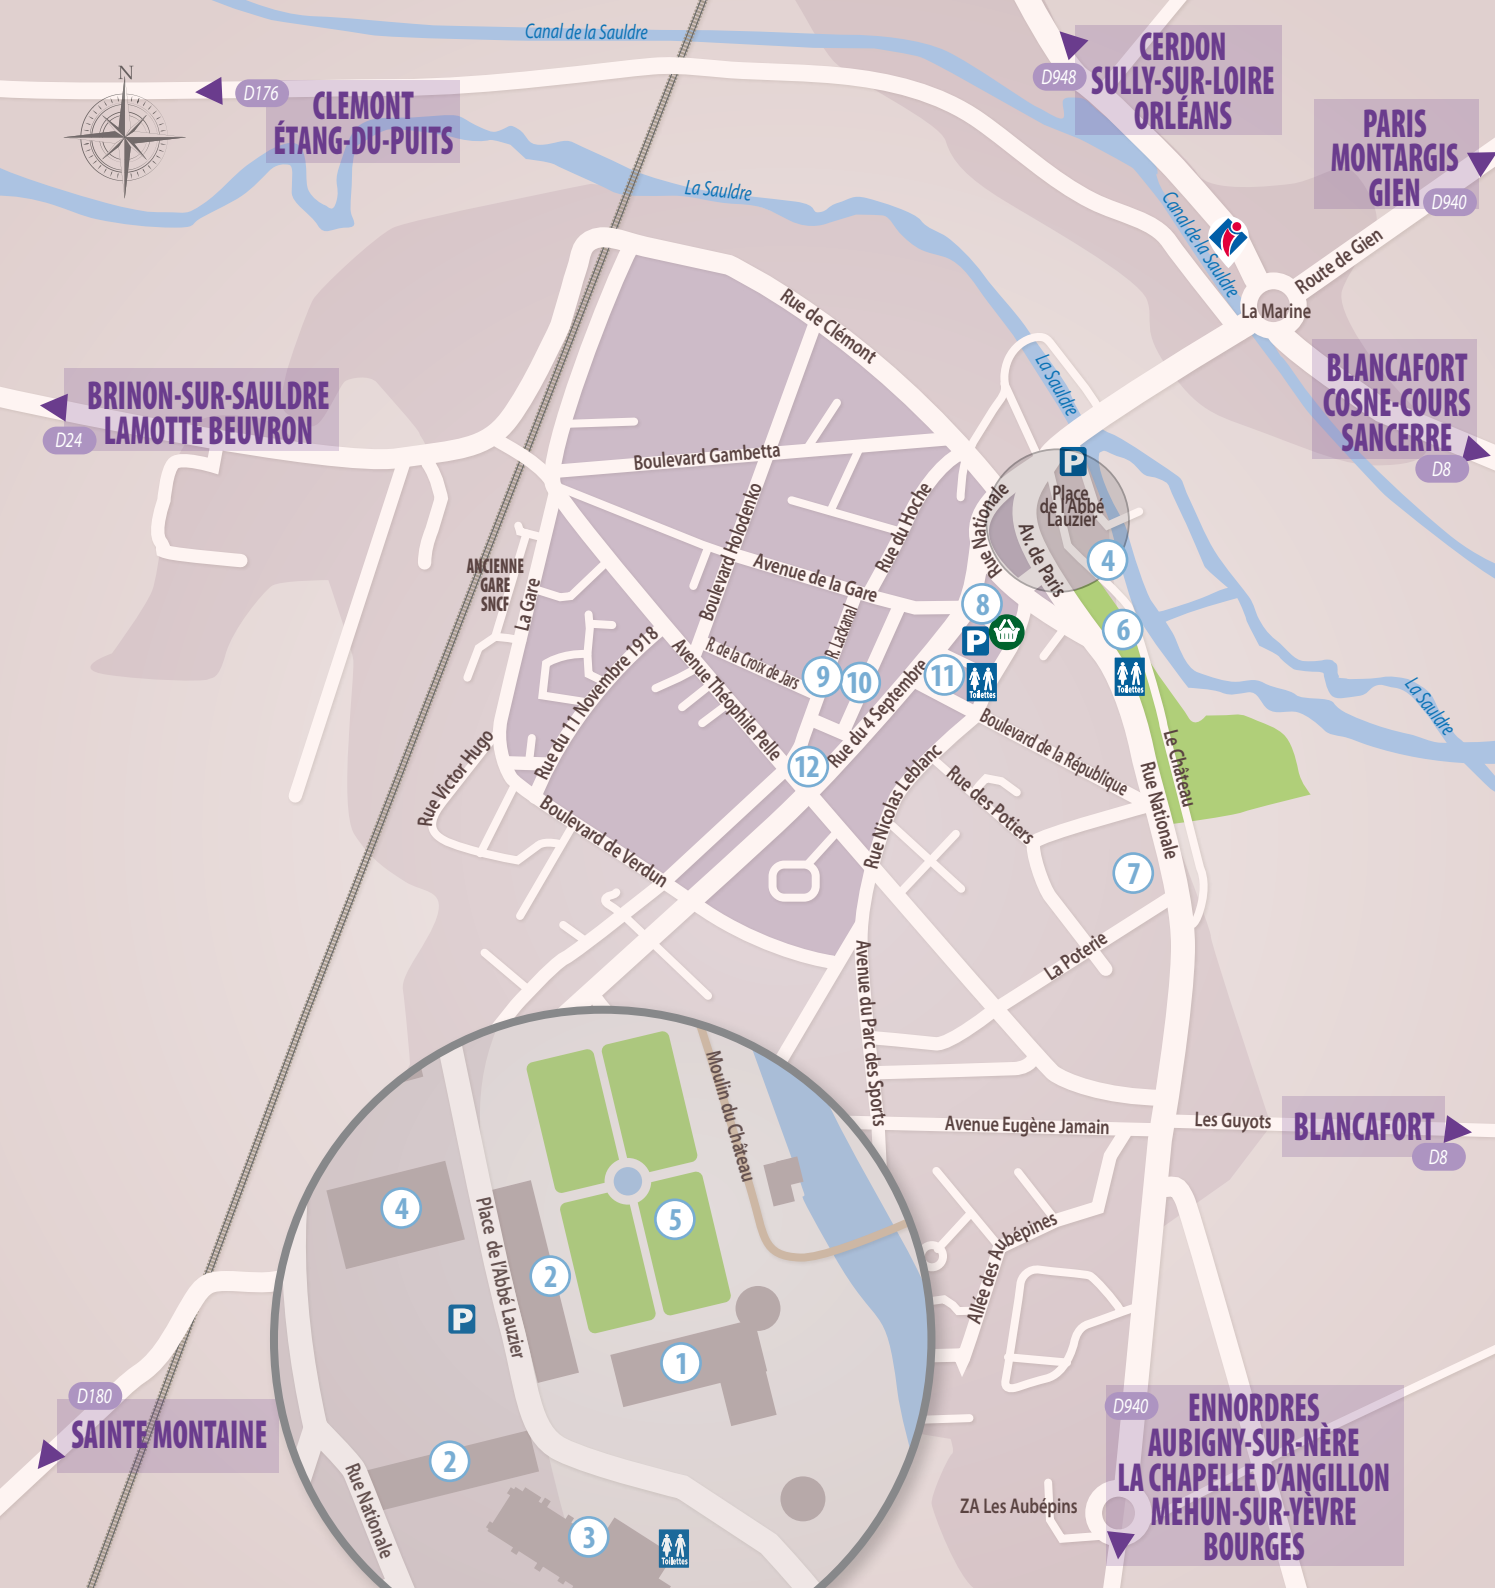 Canal de la Sauldre
N
D176
CLEMONT
ÉTANG-DU-PUITS
D948
CERDON
SULLY-SUR-LOIRE
ORLÉANS
PARIS
MONTARGIS
GIEN
D940
La Sauldre
Canal de la Sauldre
Route de Gien
La Marine
Rue de Clémont
La Sauldre
BLANCAFORT
COSNE-COURS
SANCERRE
D8
BRINON-SUR-SAULDRE
LAMOTTE BEUVRON
D24
Boulevard Gambetta
P
Place
de l'Abbé
Lauzier
Rue Nationale
Av. de Paris
Boulevard Holodenko
Rue du Hoche
Avenue de la Gare
4
ANCIENNE
GARE
SNCF
La Gare
8
6
P
R. Lackanal
R. de la Croix de Jars
Rue du 11 Novembre 1918
Avenue Théophile Pelle
9
10
11
Toilettes
Toilettes
Rue du 4 Septembre
La Sauldre
Boulevard de la République
Le Château
Rue Nationale
12
Rue Victor Hugo
Rue Nicolas Leblanc
Rue des Potiers
Boulevard de Verdun
7
La Poterie
Avenue du Parc des Sports
Avenue Eugène Jamain
Les Guyots
BLANCAFORT
D8
Moulin du Château
4
Place de l'Abbé Lauzier
5
2
P
1
Allée des Aubépines
D180
SAINTE MONTAINE
2
Rue Nationale
3
Toilettes
ZA Les Aubépins
D940
ENNORDRES
AUBIGNY-SUR-NÈRE
LA CHAPELLE D'ANGILLON
MEHUN-SUR-YÈVRE
BOURGES